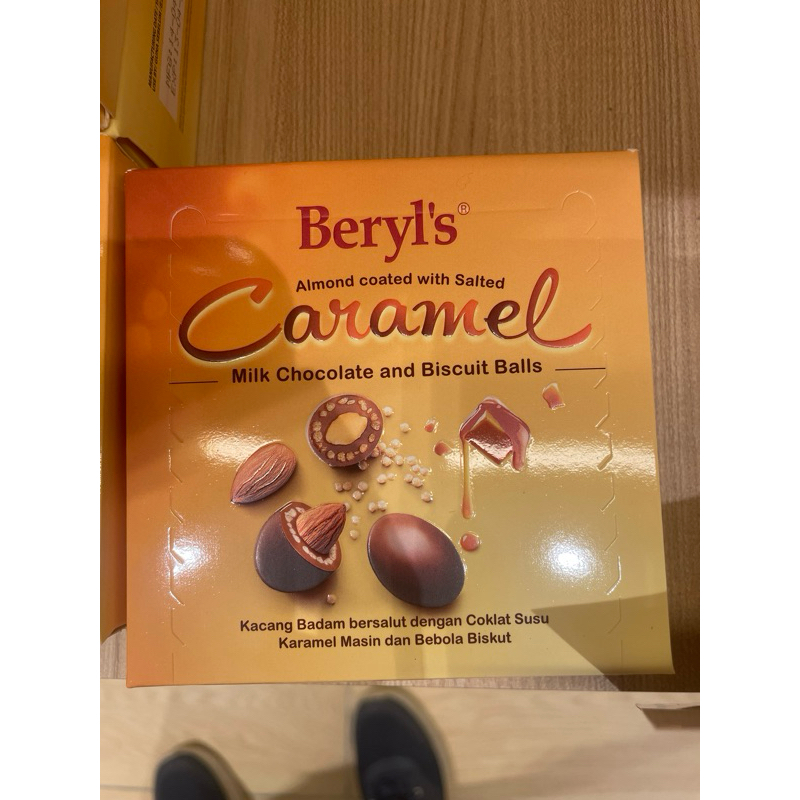 Beryl's®
Almond coated with Salted
Caramel
Milk Chocolate and Biscuit Balls
Kacang Badam bersalut dengan Coklat Susu
Karamel Masin dan Bebola Biskut